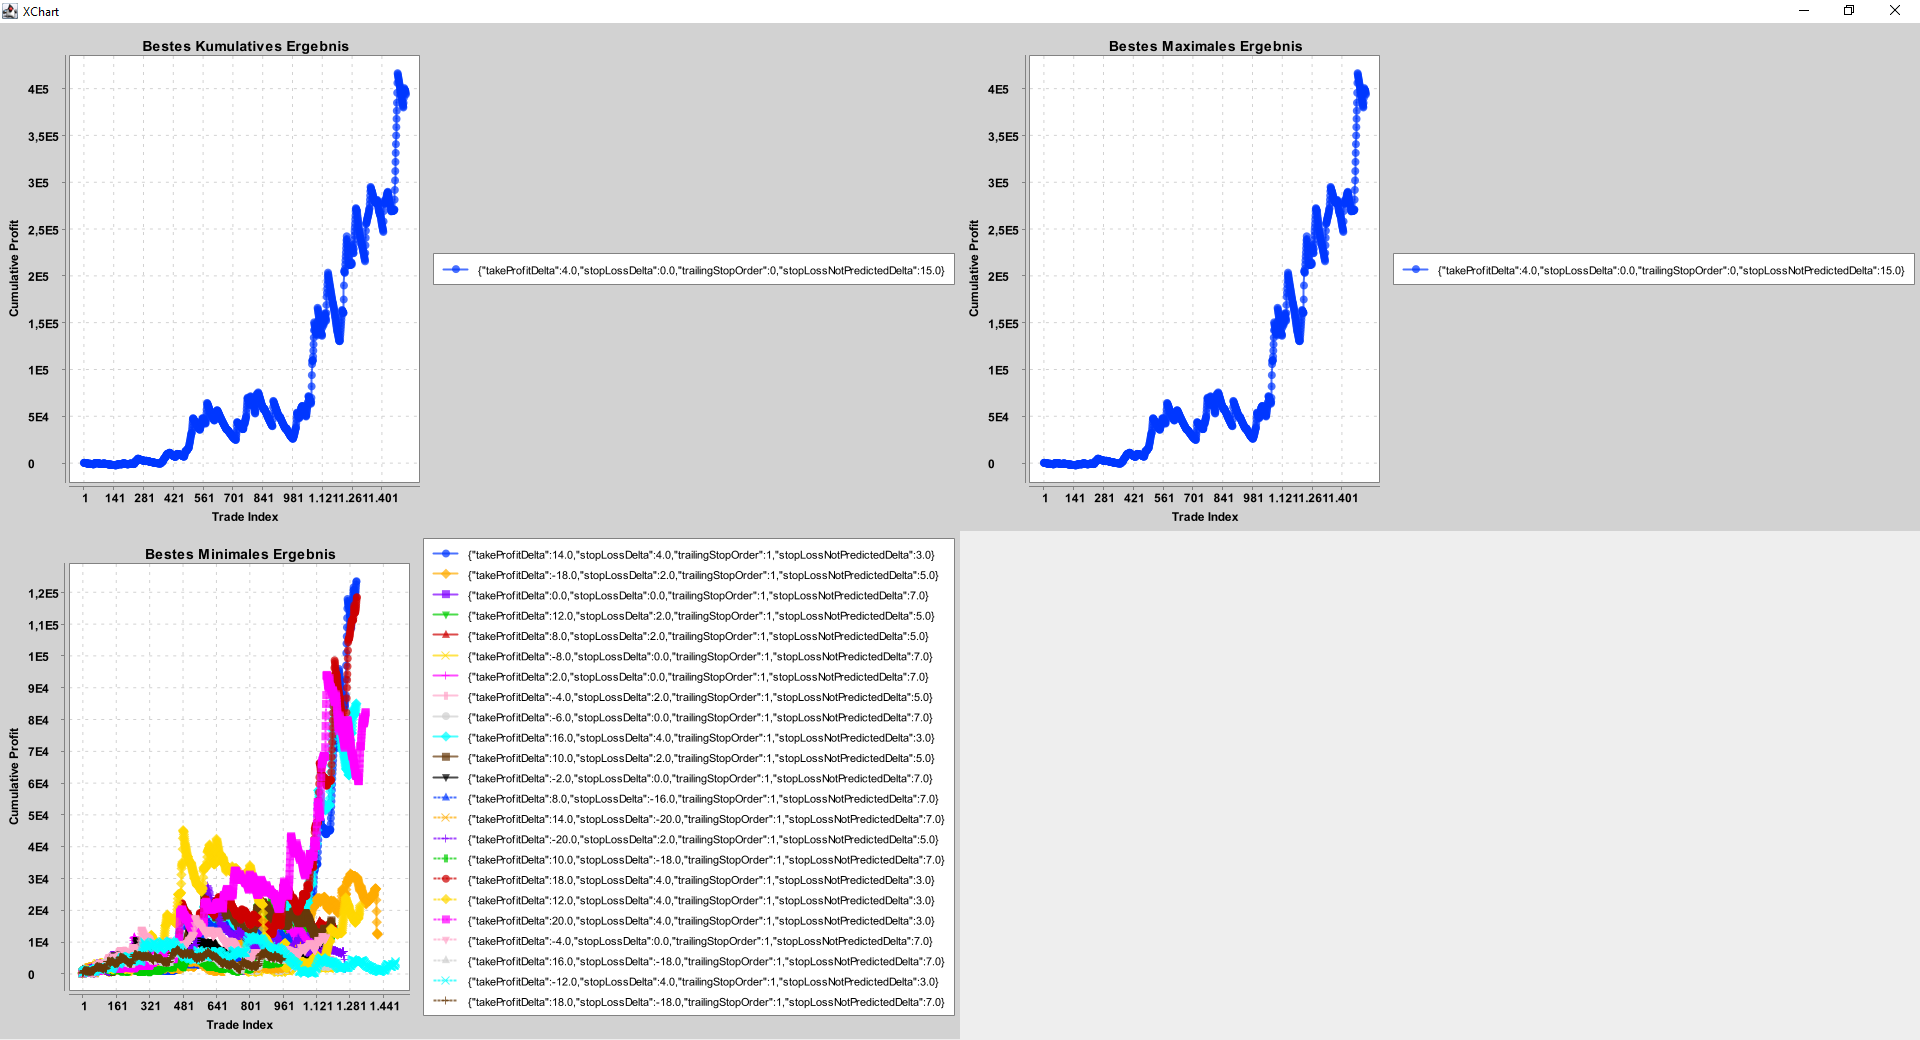 XChart
Bestes Kumulatives Ergebnis
4E5
3,5E5
3E5
2,5E5
2E5
1,5E5
1E5
5E4
0
Cumulative Profit
1 141 281 421 561 701 841 981 1.121 1.261 1.401
Trade Index
{"takeProfitDelta":4.0,"stopLossDelta":0.0,"trailingStopOrder":0,"stopLossNotPredictedDelta":15.0}
Bestes Maximales Ergebnis
4E5
3,5E5
3E5
2,5E5
2E5
1,5E5
1E5
5E4
0
Cumulative Profit
1 141 281 421 561 701 841 981 1.121 1.261 1.401
Trade Index
{"takeProfitDelta":4.0,"stopLossDelta":0.0,"trailingStopOrder":0,"stopLossNotPredictedDelta":15.0}
Bestes Minimales Ergebnis
1,2E5
1,1E5
1E5
9E4
8E4
7E4
6E4
5E4
4E4
3E4
2E4
1E4
0
Cumulative Profit
1 161 321 481 641 801 961 1.121 1.281 1.441
Trade Index
{"takeProfitDelta":14.0,"stopLossDelta":4.0,"trailingStopOrder":1,"stopLossNotPredictedDelta":3.0}
{"takeProfitDelta":-18.0,"stopLossDelta":2.0,"trailingStopOrder":1,"stopLossNotPredictedDelta":5.0}
{"takeProfitDelta":0.0,"stopLossDelta":0.0,"trailingStopOrder":1,"stopLossNotPredictedDelta":7.0}
{"takeProfitDelta":12.0,"stopLossDelta":2.0,"trailingStopOrder":1,"stopLossNotPredictedDelta":5.0}
{"takeProfitDelta":8.0,"stopLossDelta":2.0,"trailingStopOrder":1,"stopLossNotPredictedDelta":5.0}
{"takeProfitDelta":-8.0,"stopLossDelta":0.0,"trailingStopOrder":1,"stopLossNotPredictedDelta":7.0}
{"takeProfitDelta":2.0,"stopLossDelta":0.0,"trailingStopOrder":1,"stopLossNotPredictedDelta":7.0}
{"takeProfitDelta":-4.0,"stopLossDelta":2.0,"trailingStopOrder":1,"stopLossNotPredictedDelta":5.0}
{"takeProfitDelta":-6.0,"stopLossDelta":0.0,"trailingStopOrder":1,"stopLossNotPredictedDelta":7.0}
{"takeProfitDelta":16.0,"stopLossDelta":4.0,"trailingStopOrder":1,"stopLossNotPredictedDelta":3.0}
{"takeProfitDelta":10.0,"stopLossDelta":2.0,"trailingStopOrder":1,"stopLossNotPredictedDelta":5.0}
{"takeProfitDelta":-2.0,"stopLossDelta":0.0,"trailingStopOrder":1,"stopLossNotPredictedDelta":7.0}
{"takeProfitDelta":8.0,"stopLossDelta":-16.0,"trailingStopOrder":1,"stopLossNotPredictedDelta":7.0}
{"takeProfitDelta":14.0,"stopLossDelta":-20.0,"trailingStopOrder":1,"stopLossNotPredictedDelta":7.0}
{"takeProfitDelta":-20.0,"stopLossDelta":2.0,"trailingStopOrder":1,"stopLossNotPredictedDelta":5.0}
{"takeProfitDelta":10.0,"stopLossDelta":-18.0,"trailingStopOrder":1,"stopLossNotPredictedDelta":7.0}
{"takeProfitDelta":18.0,"stopLossDelta":4.0,"trailingStopOrder":1,"stopLossNotPredictedDelta":3.0}
{"takeProfitDelta":12.0,"stopLossDelta":4.0,"trailingStopOrder":1,"stopLossNotPredictedDelta":3.0}
{"takeProfitDelta":20.0,"stopLossDelta":4.0,"trailingStopOrder":1,"stopLossNotPredictedDelta":3.0}
{"takeProfitDelta":-4.0,"stopLossDelta":0.0,"trailingStopOrder":1,"stopLossNotPredictedDelta":7.0}
{"takeProfitDelta":16.0,"stopLossDelta":-18.0,"trailingStopOrder":1,"stopLossNotPredictedDelta":7.0}
{"takeProfitDelta":-12.0,"stopLossDelta":4.0,"trailingStopOrder":1,"stopLossNotPredictedDelta":3.0}
{"takeProfitDelta":18.0,"stopLossDelta":-18.0,"trailingStopOrder":1,"stopLossNotPredictedDelta":7.0}